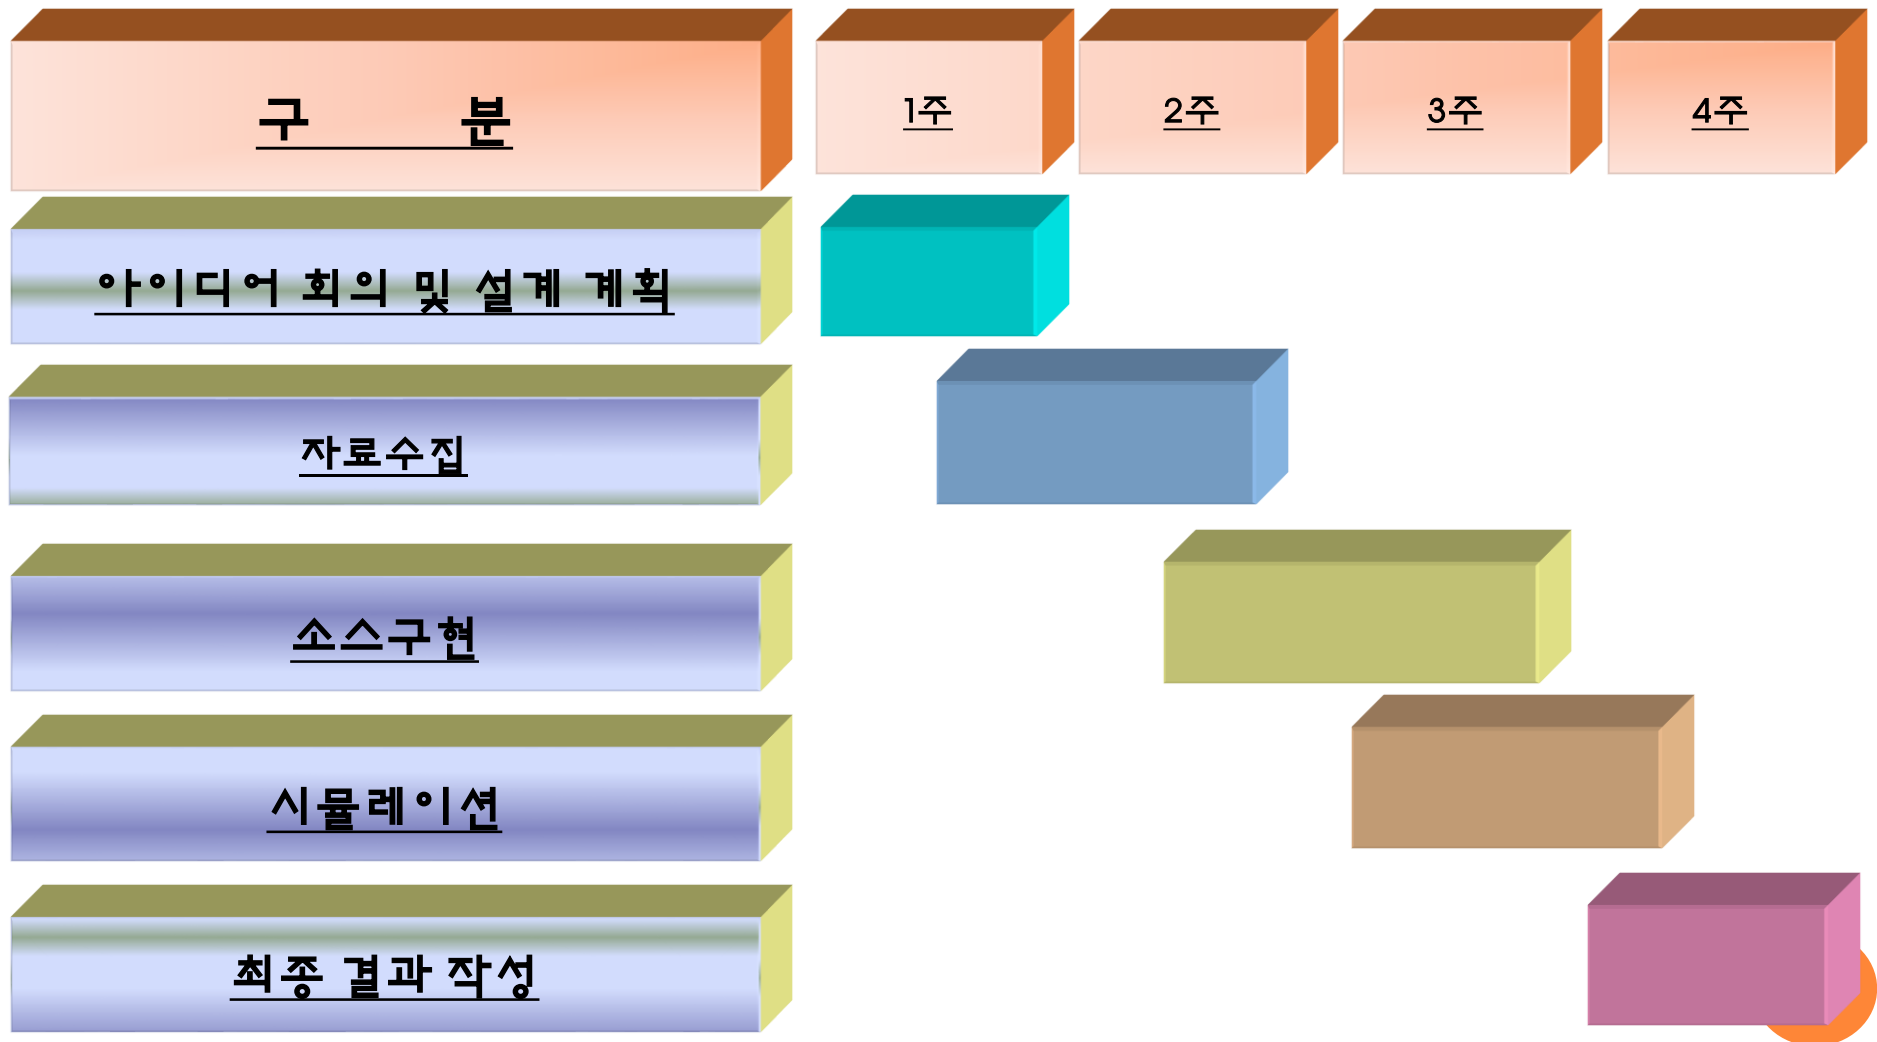 구 분
1주
2주
3주
4주
아이디어 회의 및 설계 계획
자료수집
소스구현
시뮬레이션
최종 결과 작성